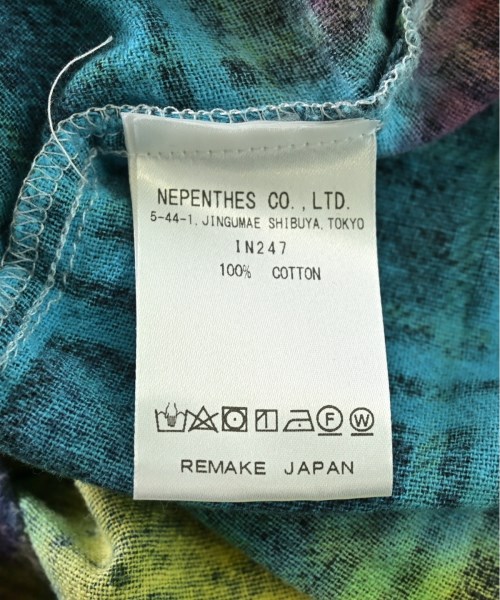 NEPENTHES CO.,LTD.
5-44-1, JINGUMAE SHIBUYA, TOKYO
IN247
100% COTTON
F W
REMAKE JAPAN